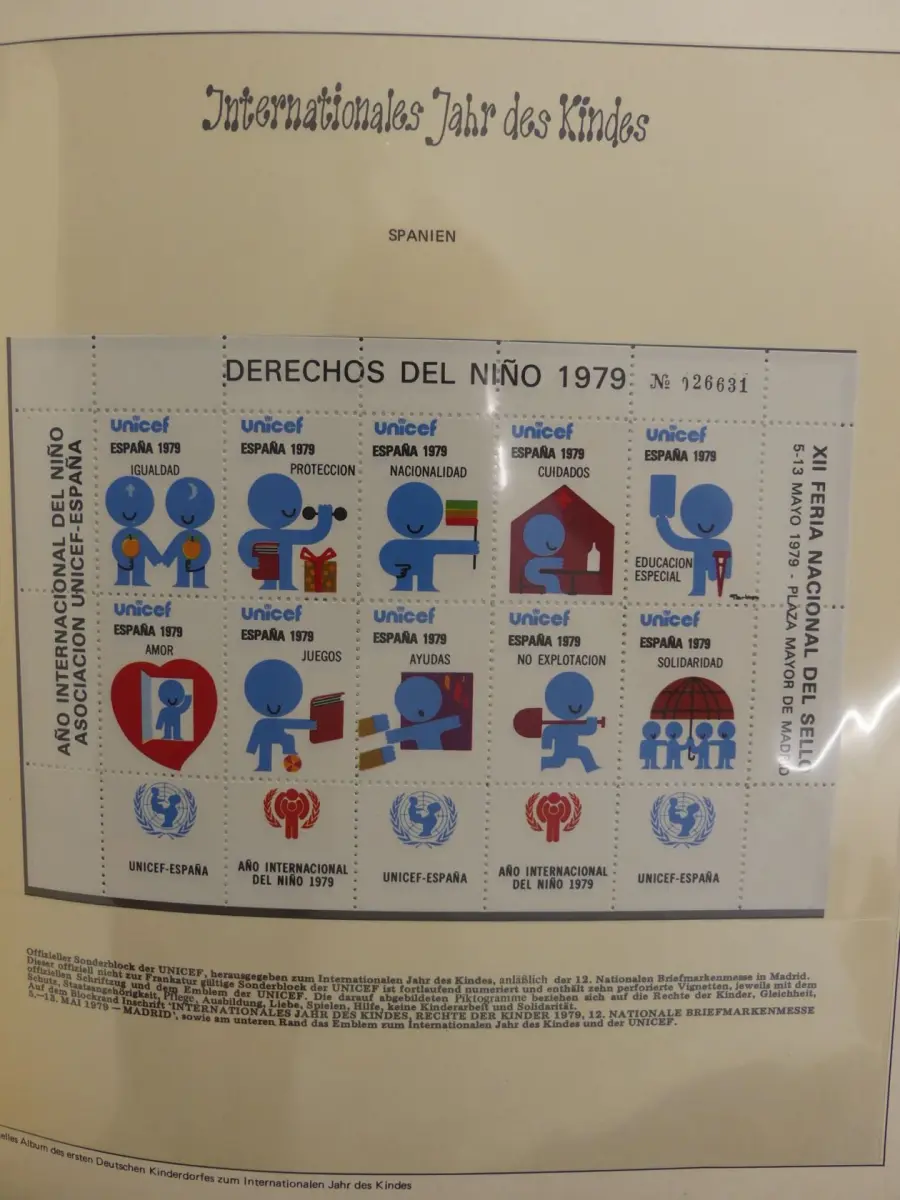 Internationales Jahr des Kindes
SPANIEN
DERECHOS DEL NIÑO 1979
№ 026631
AÑO INTERNACIONAL DEL NIÑO
ASOCIACION UNICEF-ESPAÑA
unicef
ESPAÑA 1979
IGUALDAD
unicef
ESPAÑA 1979
PROTECCION
unicef
ESPAÑA 1979
NACIONALIDAD
unicef
ESPAÑA 1979
CUIDADOS
unicef
ESPAÑA 1979
EDUCACION
ESPECIAL
XII FERIA NACIONAL DEL SELLO
5-13 MAYO 1979 - PLAZA MAYOR DE MADRID
unicef
ESPAÑA 1979
AMOR
unicef
ESPAÑA 1979
JUEGOS
unicef
ESPAÑA 1979
AYUDAS
unicef
ESPAÑA 1979
NO EXPLOTACION
unicef
ESPAÑA 1979
SOLIDARIDAD
UNICEF-ESPAÑA
AÑO INTERNACIONAL
DEL NIÑO 1979
UNICEF-ESPAÑA
AÑO INTERNACIONAL
DEL NIÑO 1979
UNICEF-ESPAÑA
Offizieller Sonderblock der UNICEF, herausgegeben zum Internationalen Jahr des Kindes, anläßlich der 12. Nationalen Briefmarkenmesse in Madrid.
Dieser offiziell nicht zur Frankatur gültige Sonderblock der UNICEF ist fortlaufend numeriert und enthält zehn perforierte Vignetten, jeweils mit dem
offiziellen Schriftzug und dem Emblem der UNICEF. Die darauf abgebildeten Piktogramme beziehen sich auf die Rechte der Kinder, Gleichheit,
Schutz, Staatsangehörigkeit, Pflege, Ausbildung, Liebe, Spielen, Hilfe, keine Kinderarbeit und Solidarität.
Auf dem Blockrand Inschrift 'INTERNATIONALES JAHR DES KINDES, RECHTE DER KINDER 1979, 12. NATIONALE BRIEFMARKENMESSE
5.–13. MAI 1979 – MADRID', sowie am unteren Rand das Emblem zum Internationalen Jahr des Kindes und der UNICEF.
elles Album des ersten Deutschen Kinderdorfes zum Internationalen Jahr des Kindes